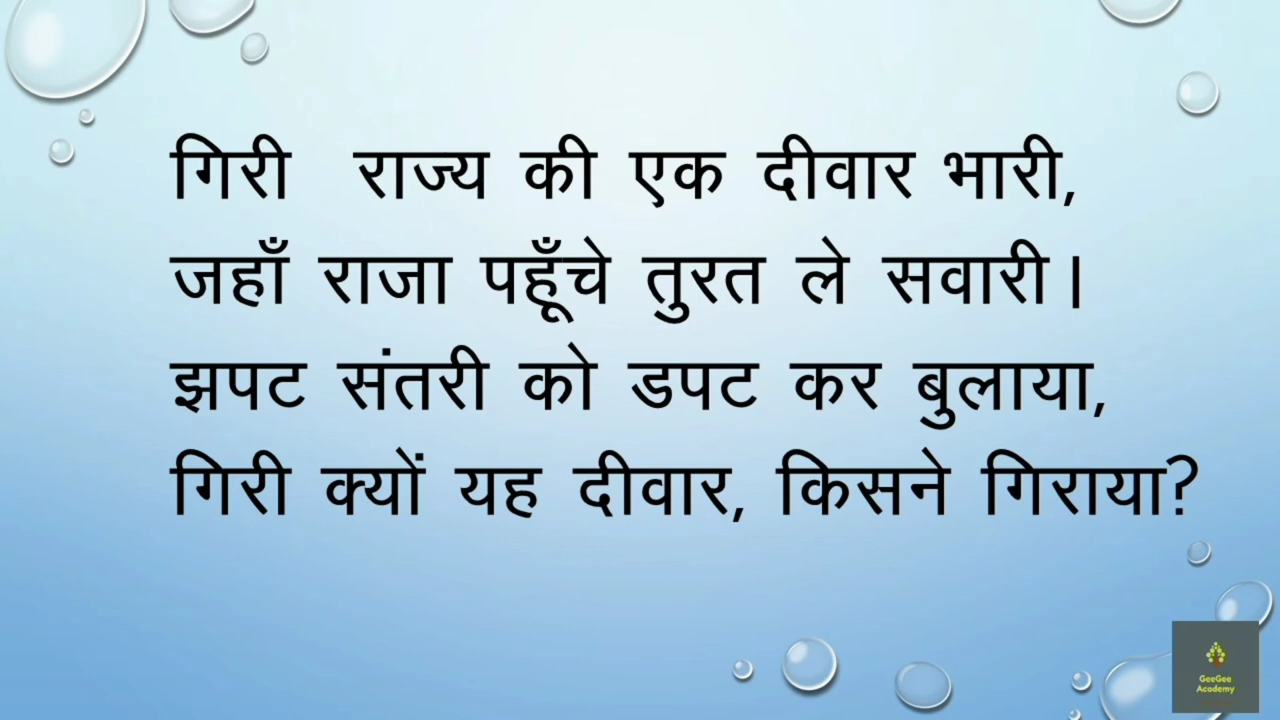 गिरी राज्य की एक दीवार भारी,
जहाँ राजा पहूँचे तुरत ले सवारी।
झपट संतरी को डपट कर बुलाया,
गिरी क्यों यह दीवार, किसने गिराया?
GeeGee
Academy